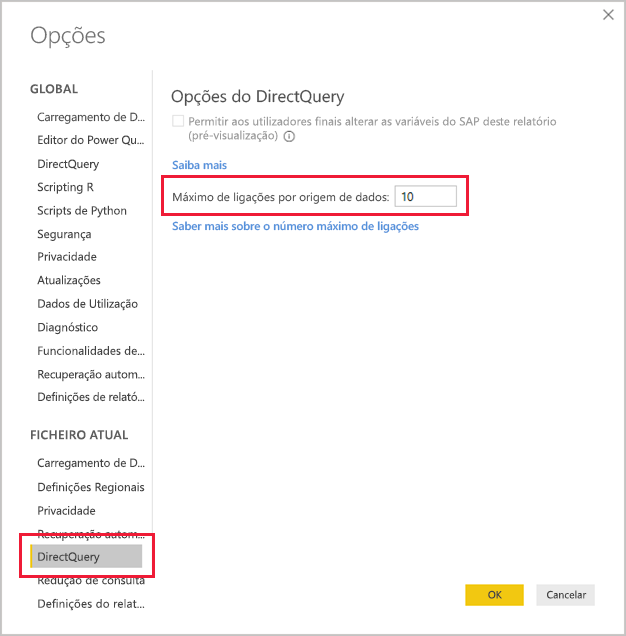 Opções
GLOBAL
Carregamento de D...
Editor do Power Qu...
DirectQuery
Scripting R
Scripts de Python
Segurança
Privacidade
Atualizações
Dados de Utilização
Diagnóstico
Funcionalidades de...
Recuperação autom...
Definições de relató...
FICHEIRO ATUAL
Carregamento de D...
Definições Regionais
Privacidade
Recuperação autom...
DirectQuery
Redução de consulta
Definições do relat...
Opções do DirectQuery
Permitir aos utilizadores finais alterar as variáveis do SAP deste relatório
(pré-visualização)
Saiba mais
Máximo de ligações por origem de dados: 10
Saber mais sobre o número máximo de ligações
OK
Cancelar